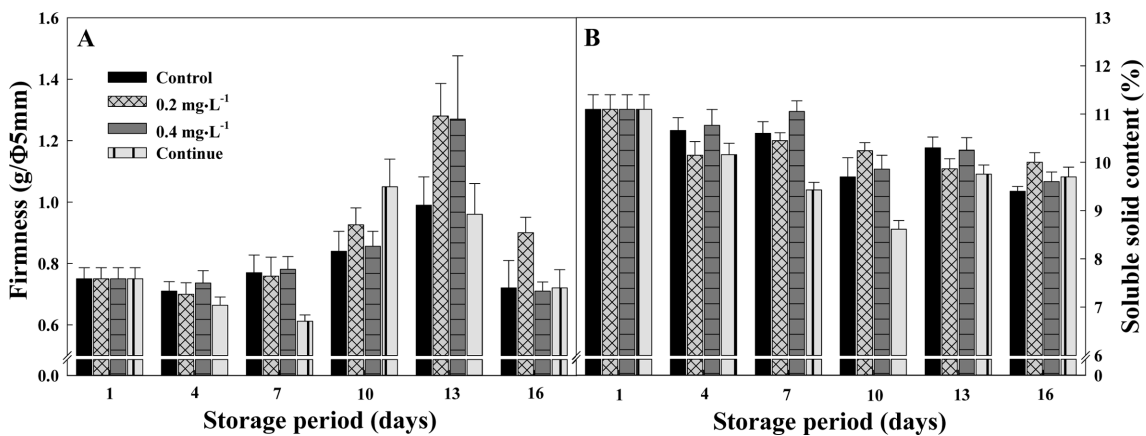 A
B
Control
0.2 mg·L⁻¹
0.4 mg·L⁻¹
Continue
Firmness (g/Φ5mm)
1.6
1.4
1.2
1.0
0.8
0.6
0.0
1 4 7 10 13 16
Storage period (days)
1 4 7 10 13 16
Storage period (days)
13
12
11
10
9
8
7
6
0
Soluble solid content (%)